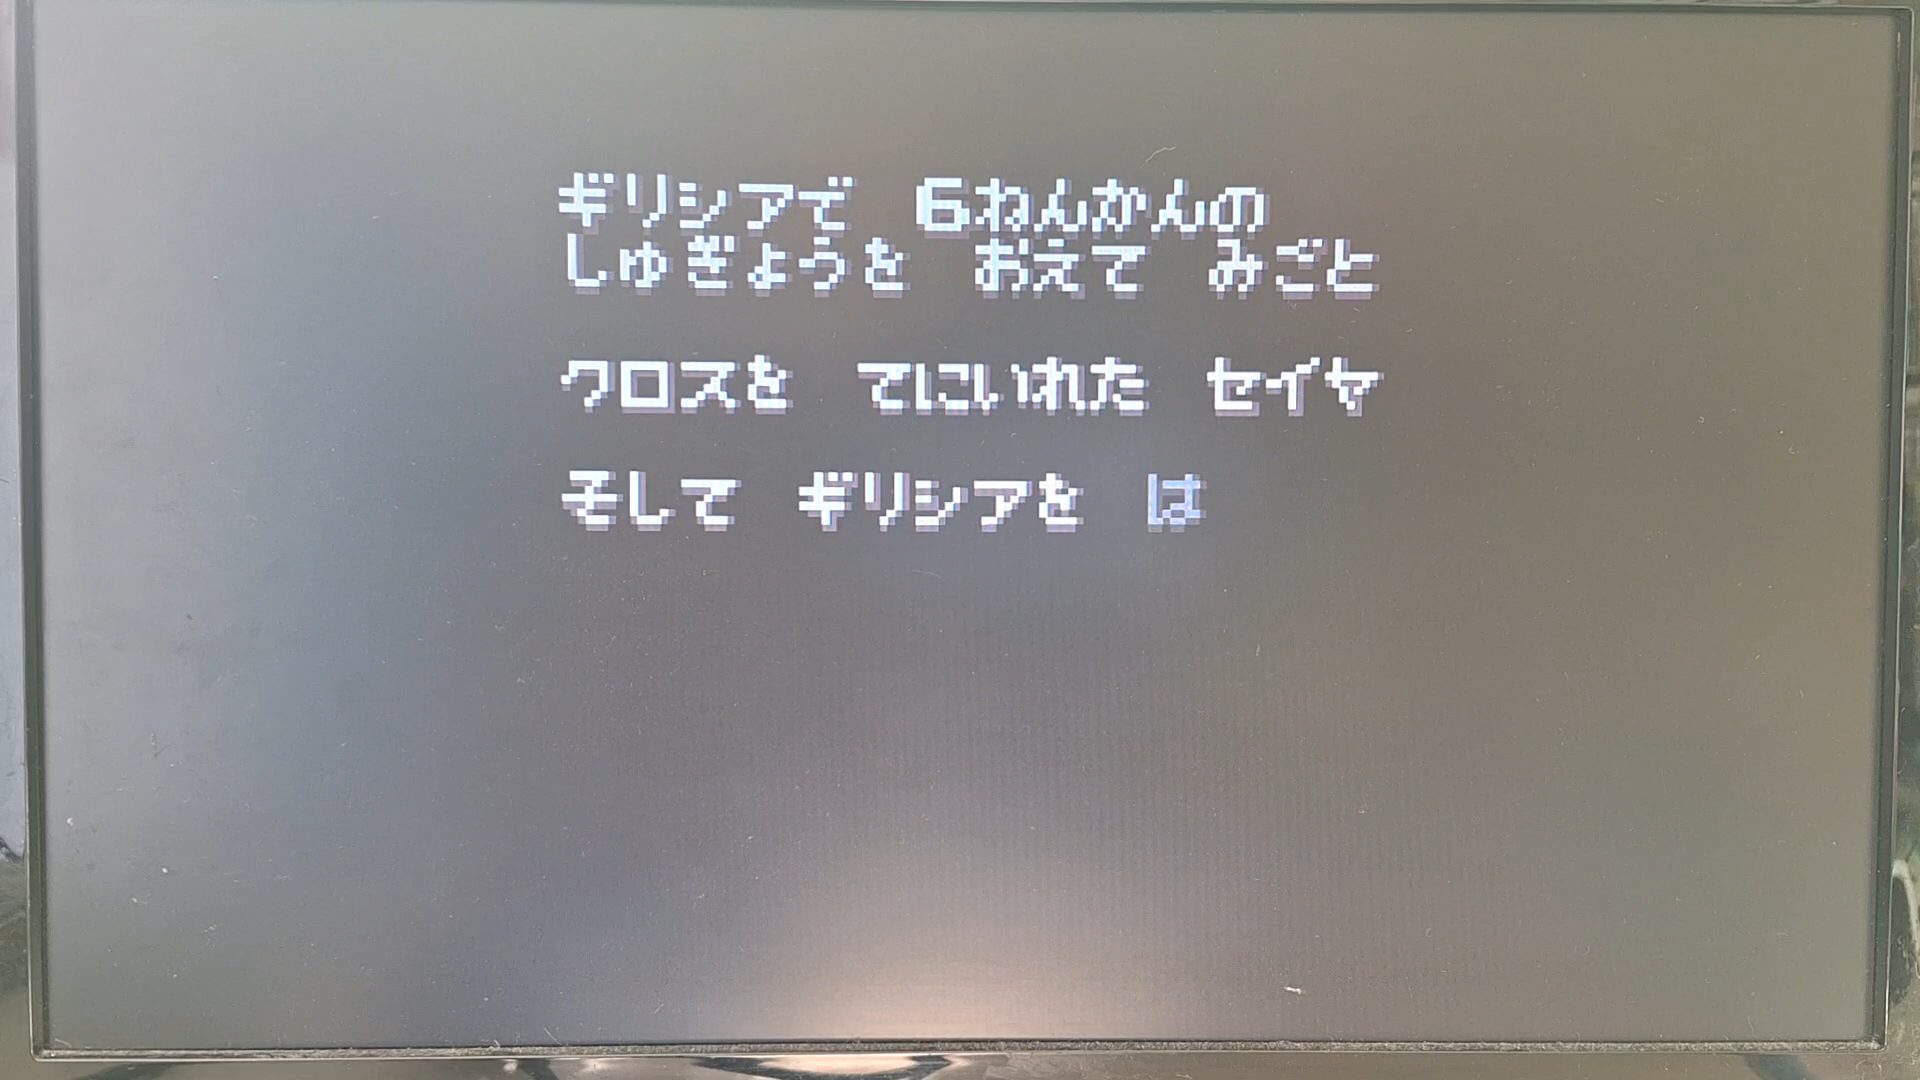 ギリシアで 6ねんかんの
しゅぎょうを おえて みごと
クロスを てにいれた セイヤ
そして ギリシアを は